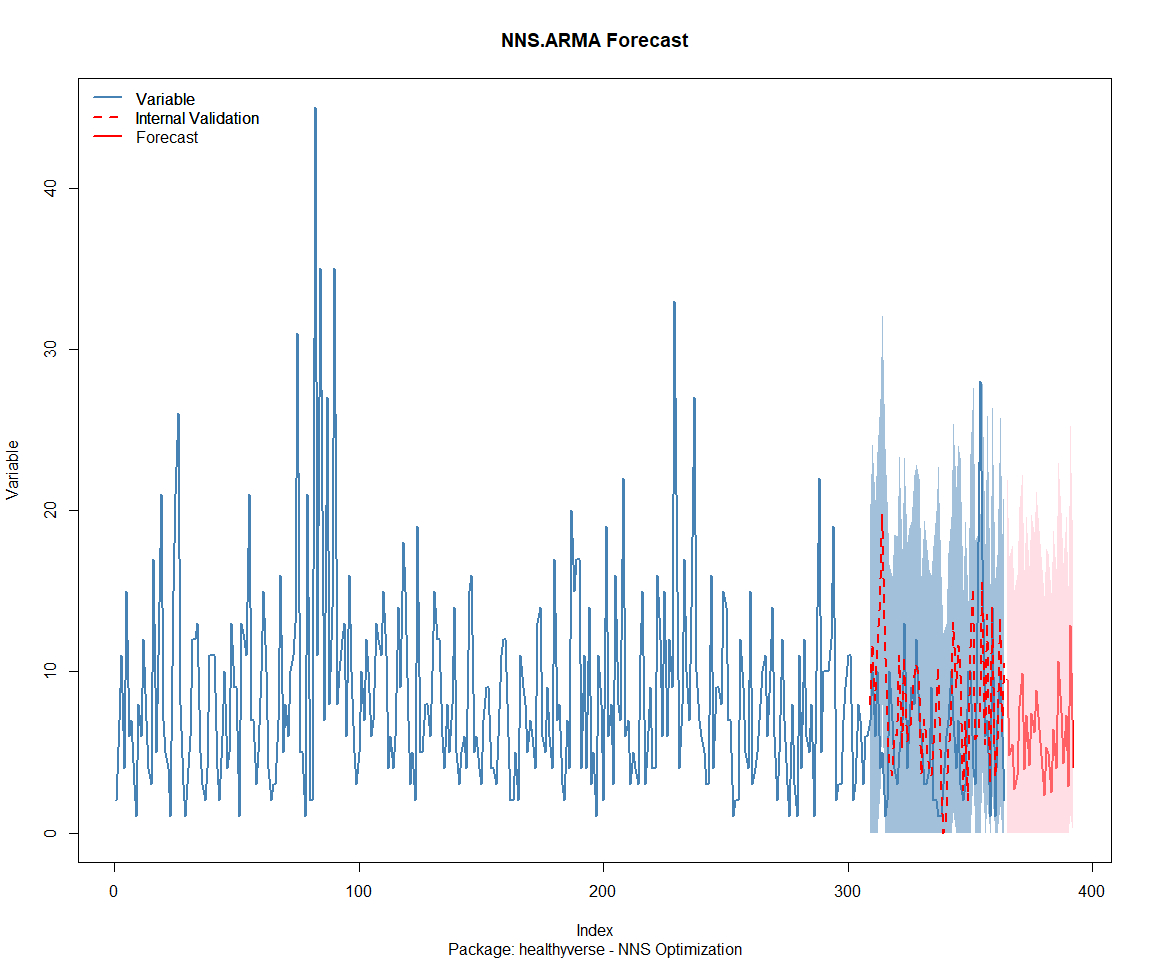 NNS.ARMA Forecast
Variable
Internal Validation
Forecast
40
30
20
10
0
Variable
0
100
200
300
400
Index
Package: healthyverse - NNS Optimization